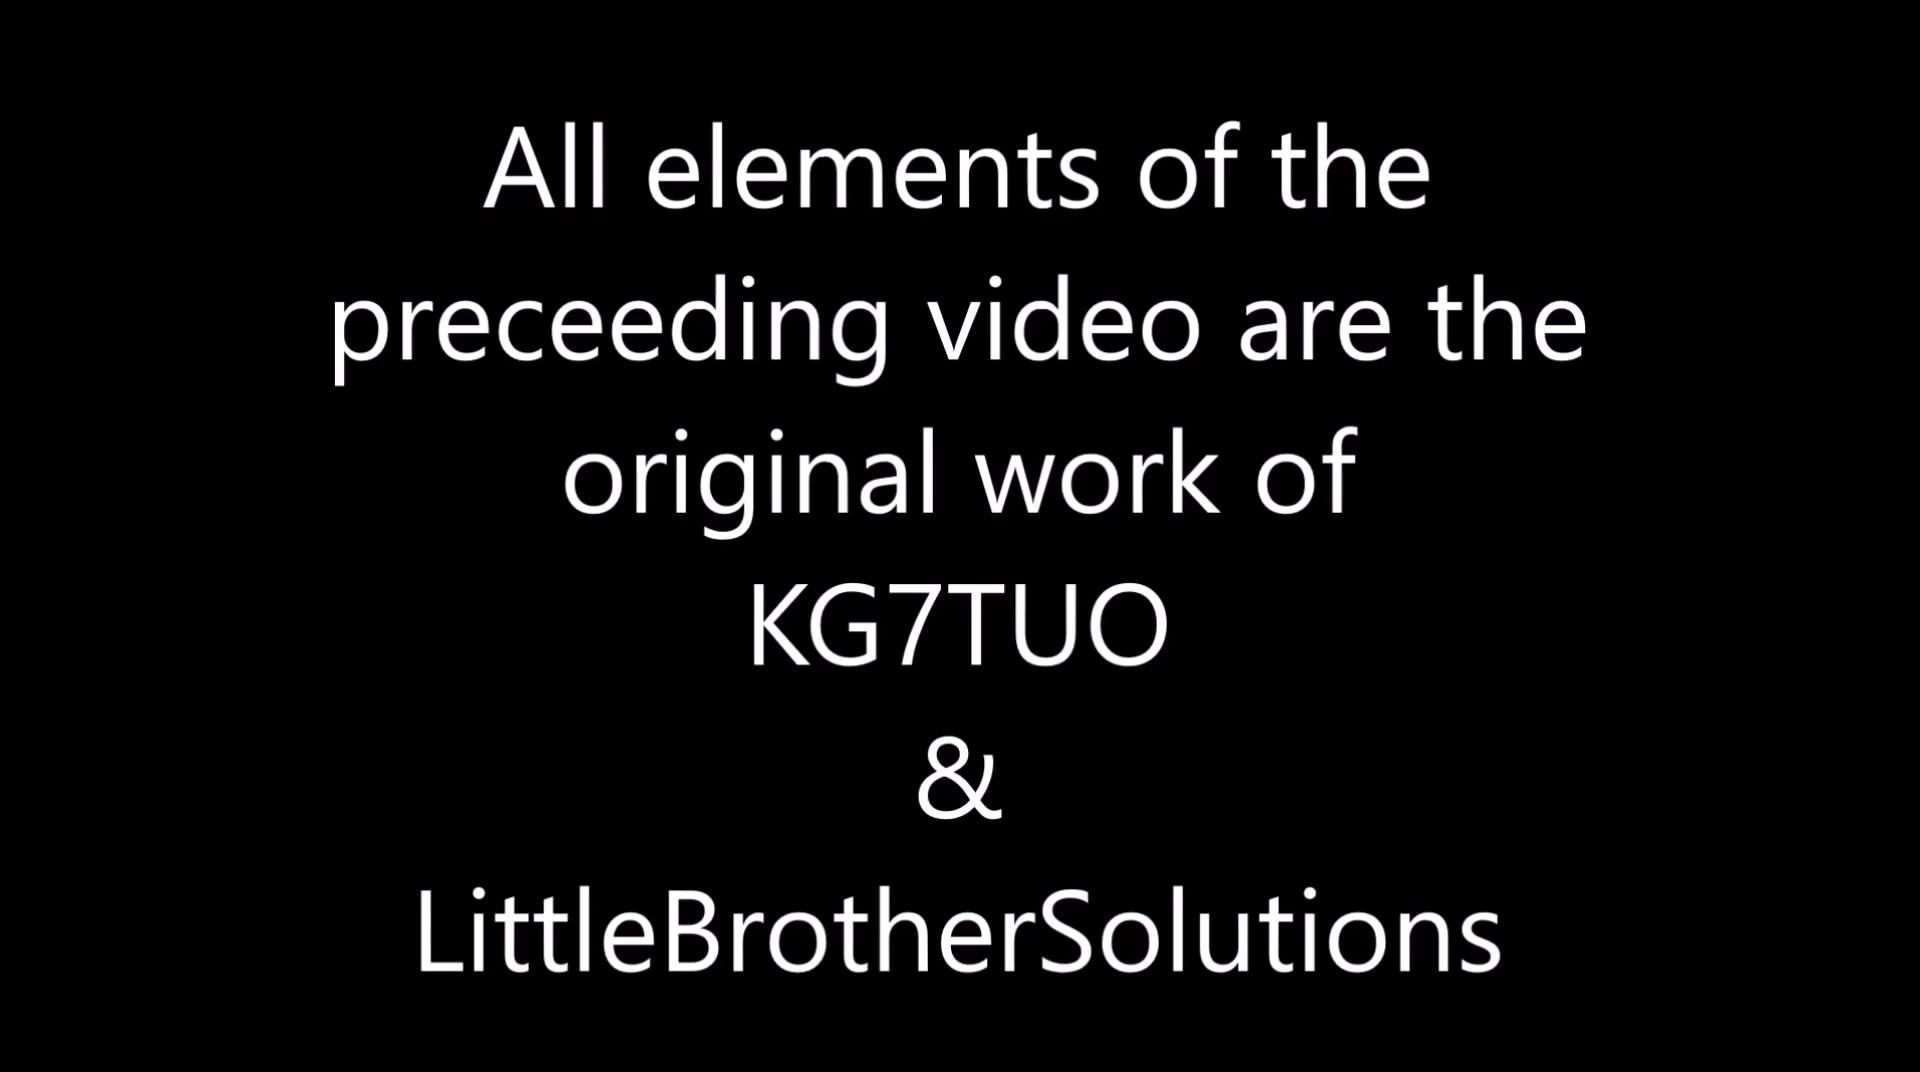 All elements of the
preceeding video are the
original work of
KG7TUO
&
LittleBrotherSolutions